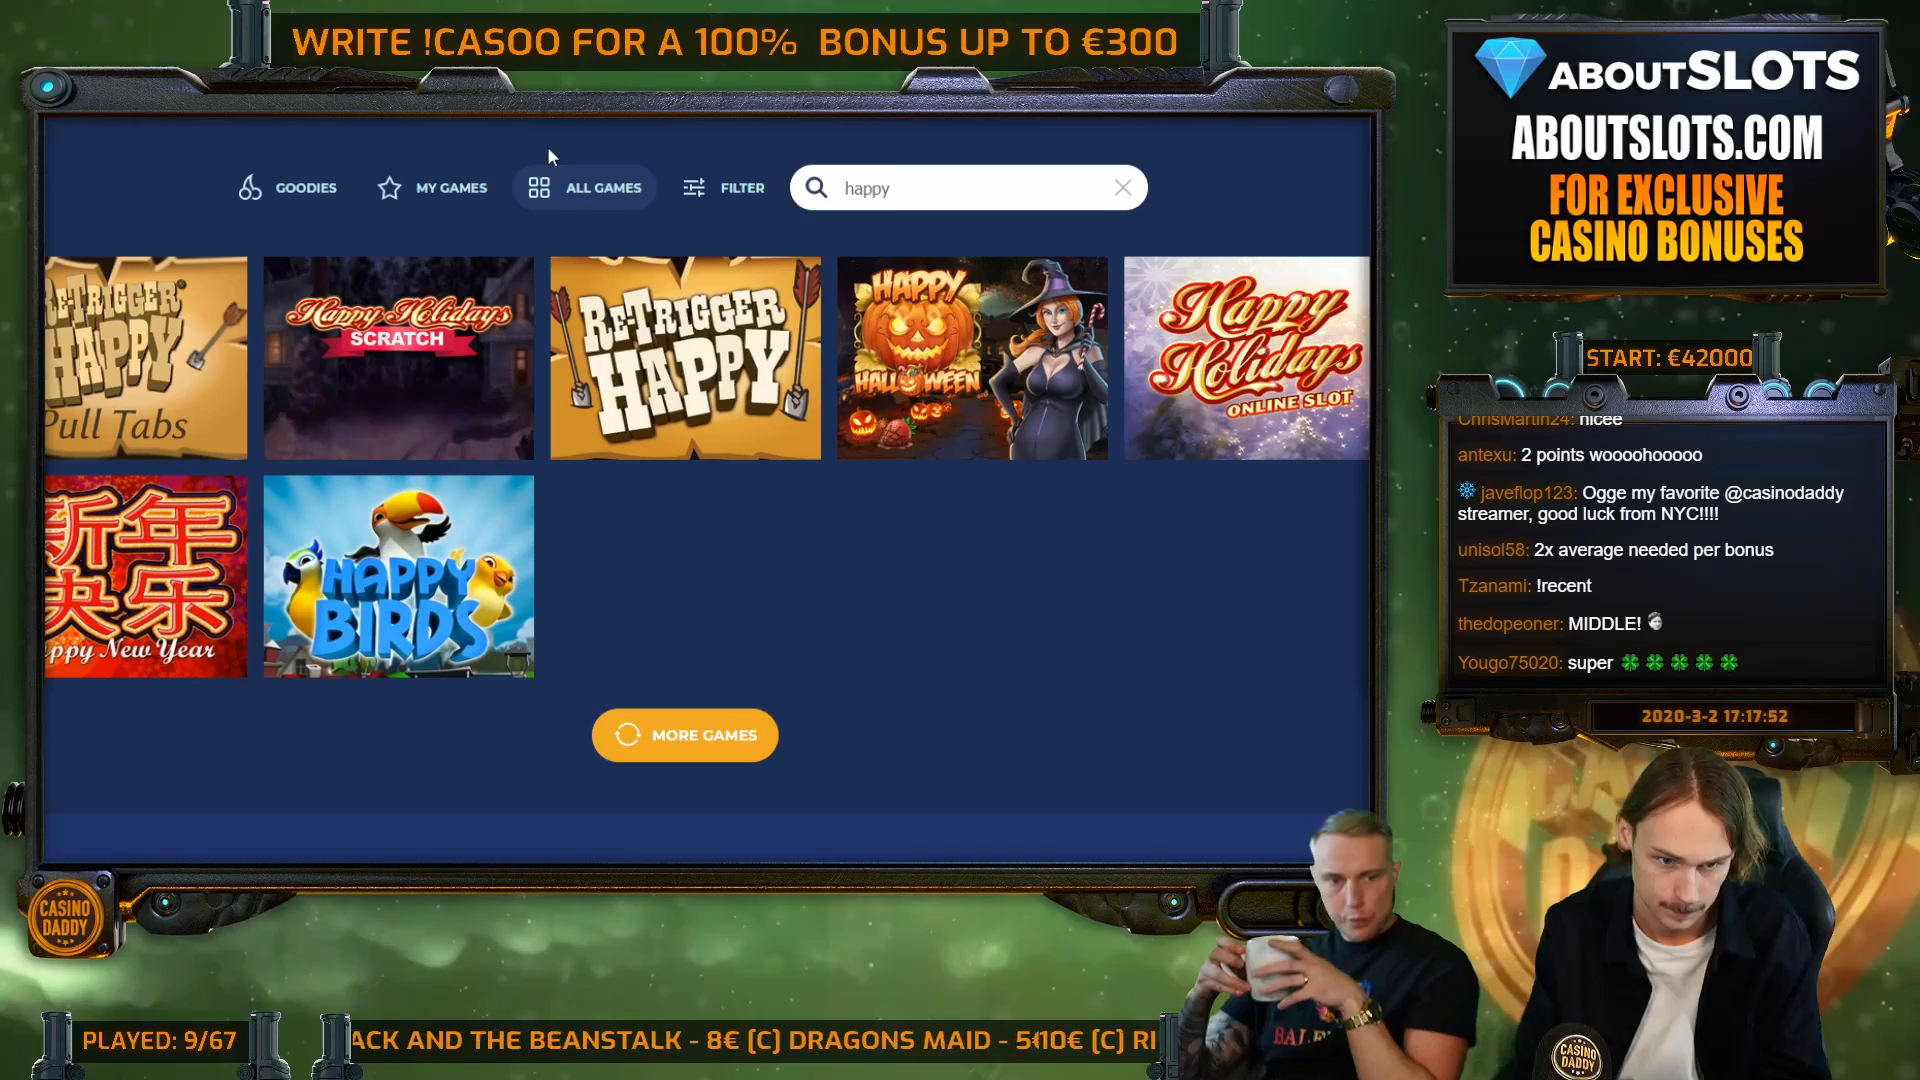 WRITE !CASOO FOR A 100% BONUS UP TO €300
GOODIES
MY GAMES
ALL GAMES
FILTER
happy
RETRIGGER
HAPPY
Pull Tabs
Happy Holidays
SCRATCH
RE-TRIGGER
HAPPY
HAPPY
HALLOWEEN
Happy
Holidays
ONLINE SLOT
新年
快乐
ppy New Year
HAPPY
BIRDS
MORE GAMES
ABOUTSLOTS
ABOUTSLOTS.COM
FOR EXCLUSIVE
CASINO BONUSES
START: €42000
ChrisMartin24: nicee
antexu: 2 points woooohooooo
javeflop123: Ogge my favorite @casinodaddy
streamer, good luck from NYC!!!!
unisol58: 2x average needed per bonus
Tzanami: !recent
thedopeoner: MIDDLE!
Yougo75020: super
2020-3-2 17:17:52
CASINO
DADDY
PLAYED: 9/67
ACK AND THE BEANSTALK - 8€ [C] DRAGONS MAID - 5€
10€ [C] RI
CASINO
DADDY